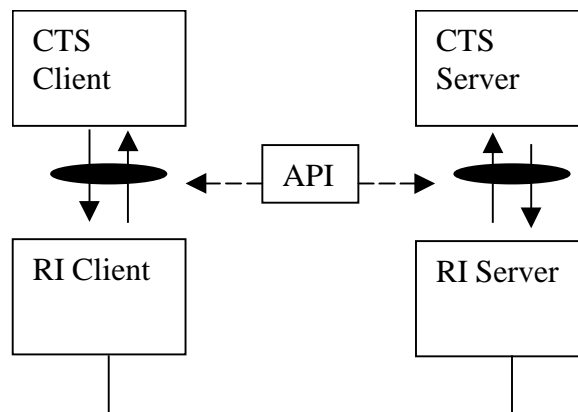 CTS
Client
CTS
Server
API
RI Client
RI Server